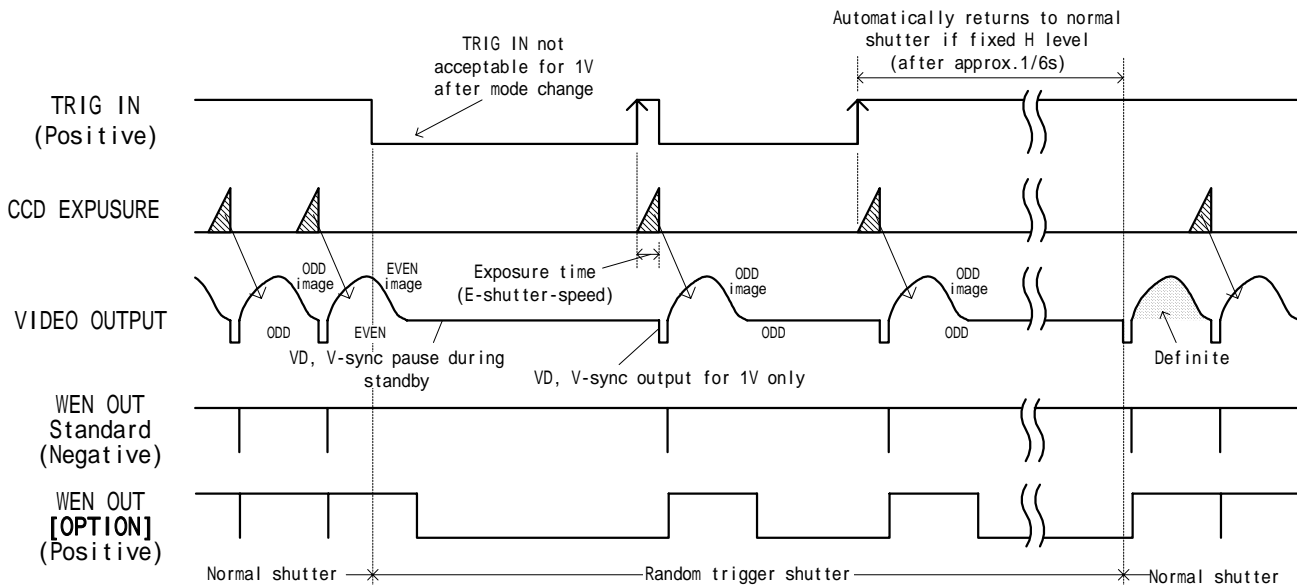 Automatically returns to normal
shutter if fixed H level
(after approx.1/6s)
TRIG IN not
acceptable for 1V
after mode change
TRIG IN
(Positive)
CCD EXPUSURE
Exposure time
(E-shutter-speed)
ODD
image
EVEN
image
ODD
image
ODD
image
VIDEO OUTPUT
ODD
EVEN
ODD
ODD
VD, V-sync pause during
standby
VD, V-sync output for 1V only
Definite
WEN OUT
Standard
(Negative)
WEN OUT
[OPTION]
(Positive)
Normal shutter
Random trigger shutter
Normal shutter